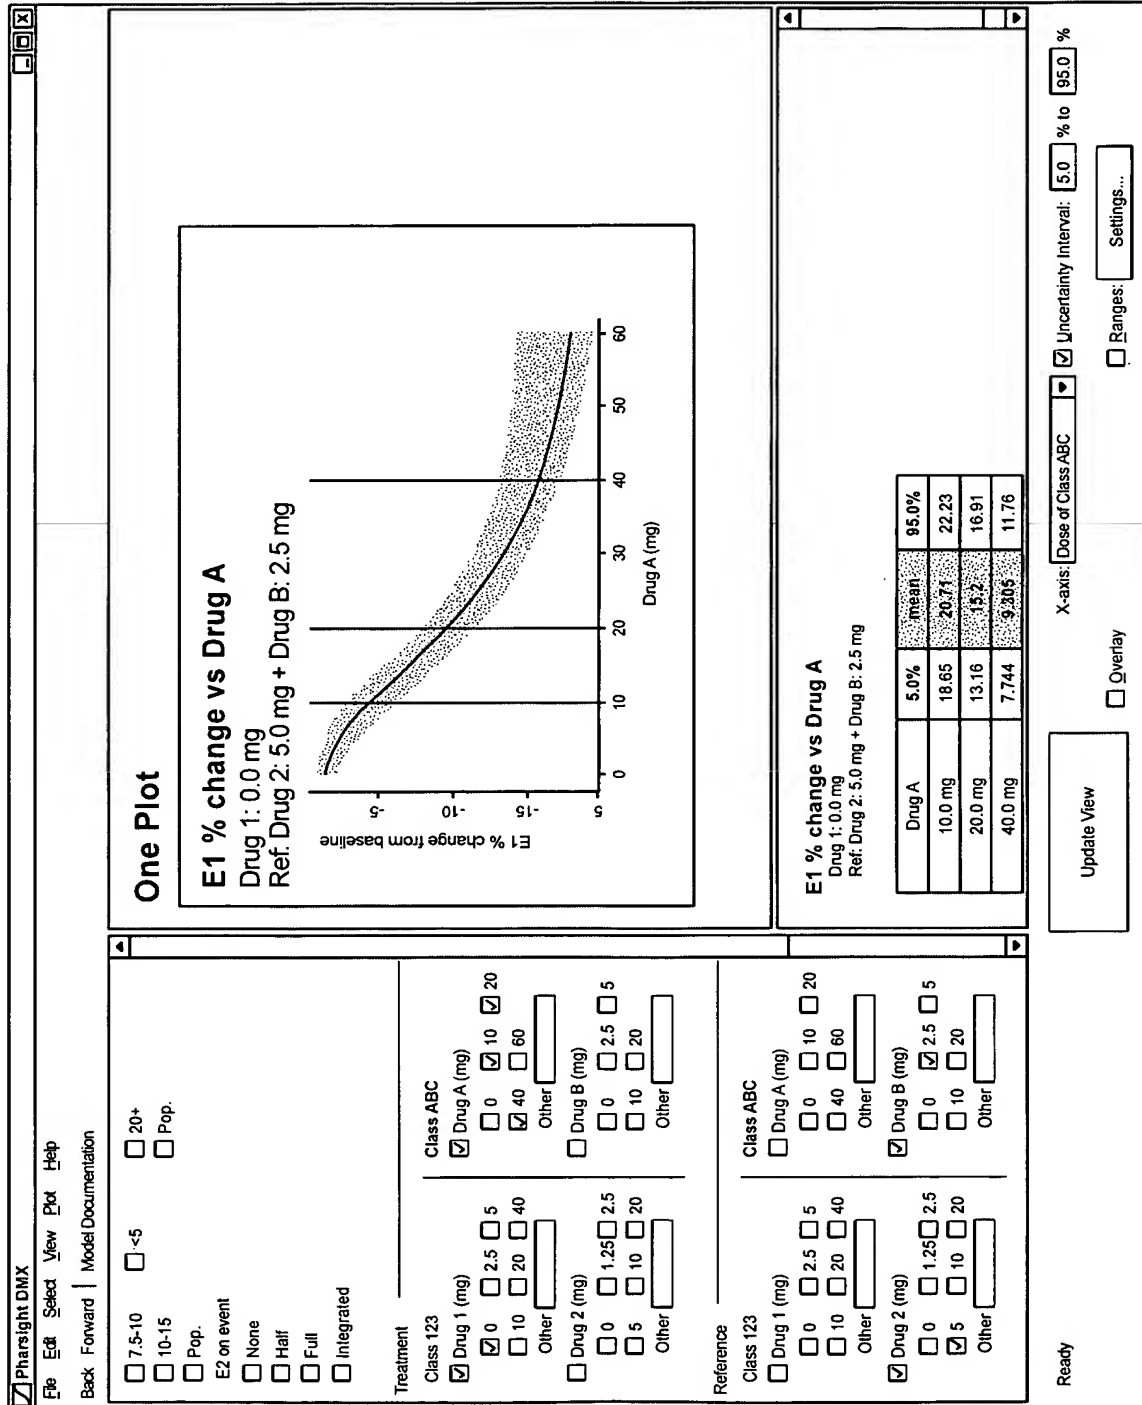 Pharsight DMX
File Edit Select View Plot Help
Back Forward | Model Documentation
7.5-10 <5 20+
10-15 Pop.
Pop.
E2 on event
None
Half
Full
Integrated
Treatment
Class 123
Drug 1 (mg)
0 2.5 5
10 20 40
Other
Drug 2 (mg)
0 1.25 2.5
5 10 20
Other
Class ABC
Drug A (mg)
0 10 20
40 60
Other
Drug B (mg)
0 2.5 5
10 20
Other
Reference
Class 123
Drug 1 (mg)
0 2.5 5
10 20 40
Other
Drug 2 (mg)
0 1.25 2.5
5 10 20
Other
Class ABC
Drug A (mg)
0 10 20
40 60
Other
Drug B (mg)
0 2.5 5
10 20
Other
One Plot
E1 % change vs Drug A
Drug 1: 0.0 mg
Ref: Drug 2: 5.0 mg + Drug B: 2.5 mg
E1 % change from baseline
-5
-10
-15
5
0 10 20 30 40 50 60
Drug A (mg)
E1 % change vs Drug A
Drug 1: 0.0 mg
Ref: Drug 2: 5.0 mg + Drug B: 2.5 mg
Drug A 5.0% mean 95.0%
10.0 mg 18.65 20.71 22.23
20.0 mg 13.16 15.2 16.91
40.0 mg 7.744 9.305 11.76
Ready
Update View
Overlay
X-axis: Dose of Class ABC
Uncertainty Interval: 5.0 % to 95.0 %
Ranges: Settings...